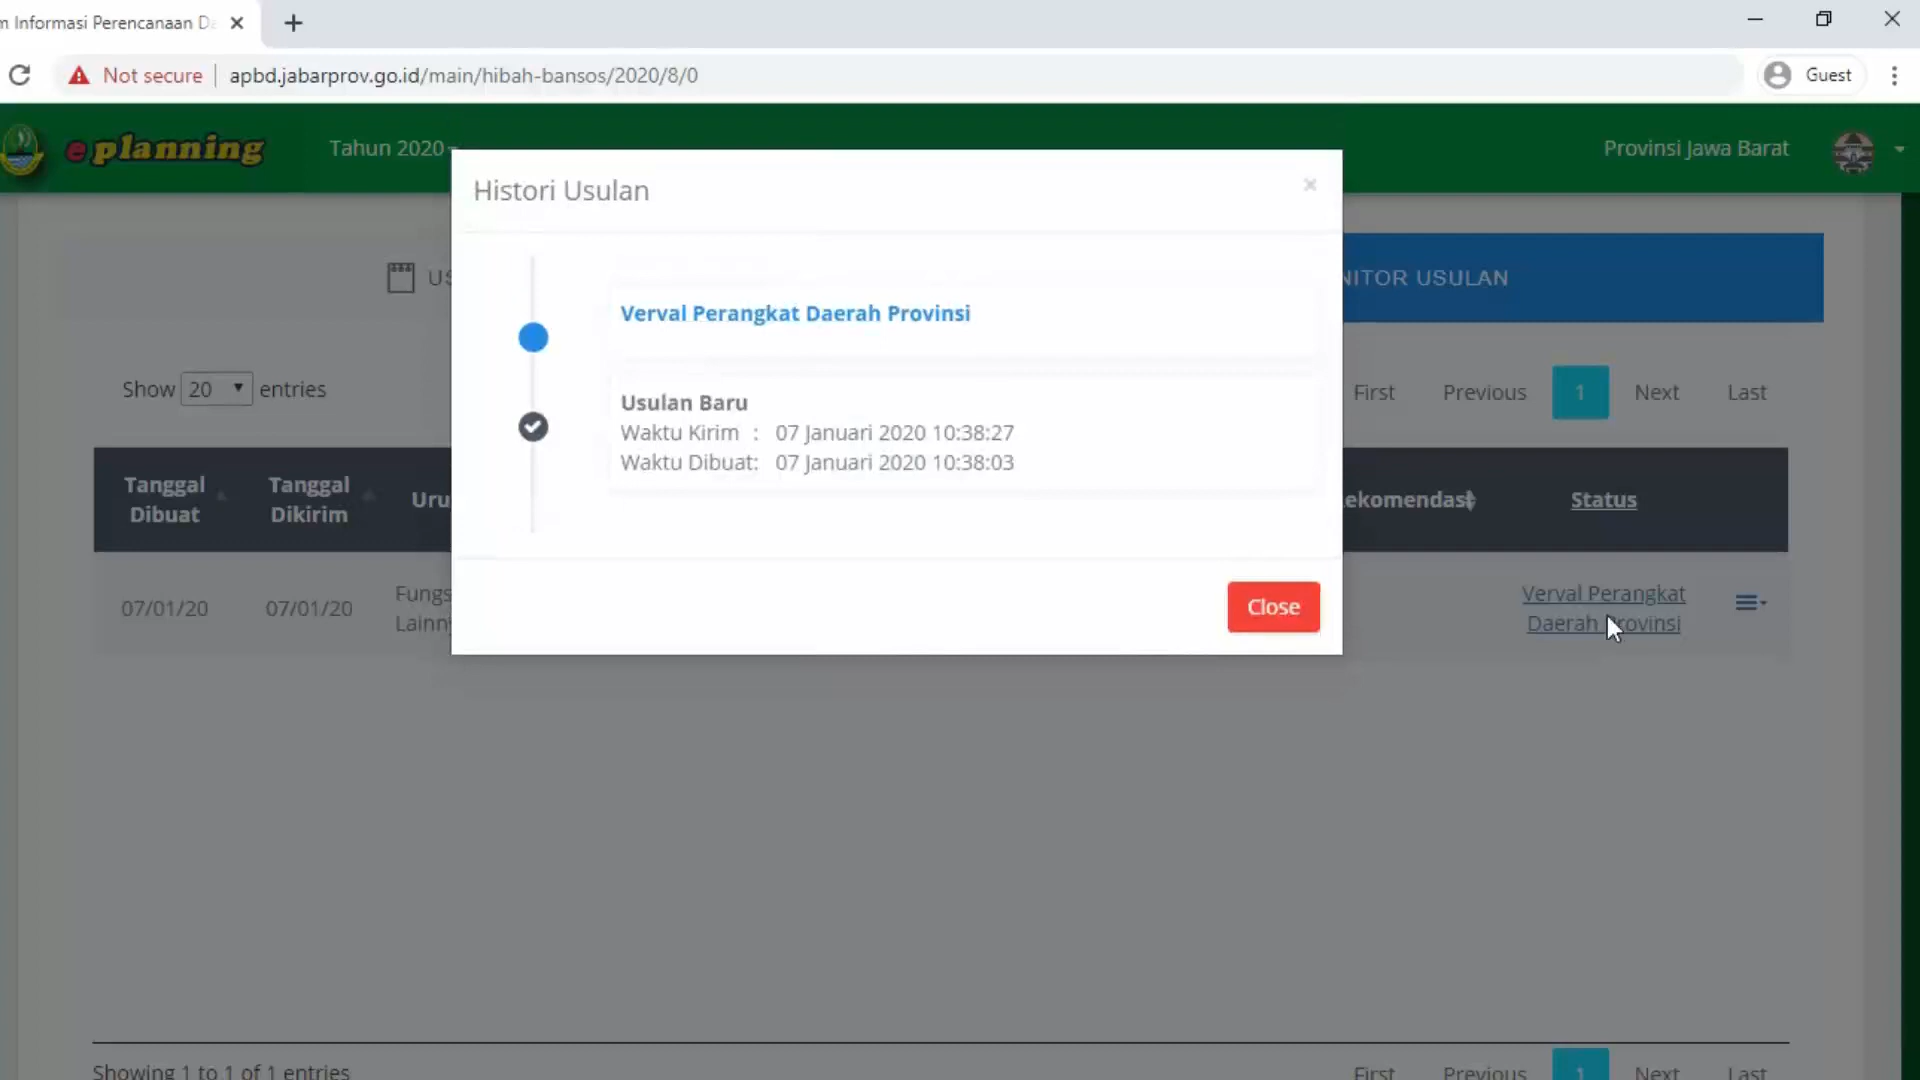 m Informasi Perencanaan Da
Not secure
apbd.jabarprov.go.id/main/hibah-bansos/2020/8/0
Guest
e planning
Tahun 2020
Provinsi Jawa Barat
Histori Usulan
×
Verval Perangkat Daerah Provinsi
Usulan Baru
Waktu Kirim : 07 Januari 2020 10:38:27
Waktu Dibuat: 07 Januari 2020 10:38:03
Close
US
NITOR USULAN
Show 20 entries
First Previous 1 Next Last
Tanggal Dibuat
Tanggal Dikirim
Uru
ekomendasi
Status
07/01/20
07/01/20
Fungs
Lainny
Verval Perangkat
Daerah Provinsi
Showing 1 to 1 of 1 entries
First Previous 1 Next Last